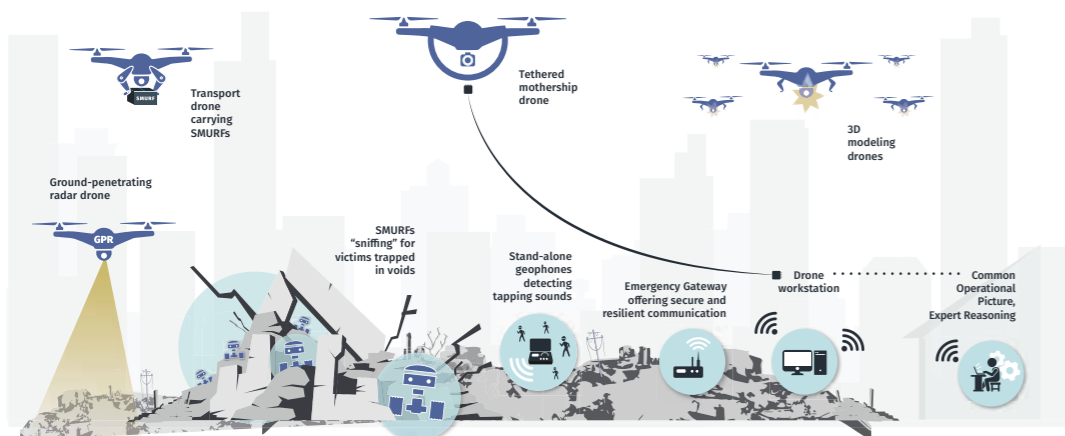 Transport
drone
carrying
SMURFs
SMURF
Tethered
mothership
drone
3D
modeling
drones
Ground-penetrating
radar drone
GPR
SMURFs
“sniffing” for
victims trapped
in voids
Stand-alone
geophones
detecting
tapping sounds
Emergency Gateway
offering secure and
resilient communication
Drone
workstation
Common
Operational
Picture,
Expert Reasoning